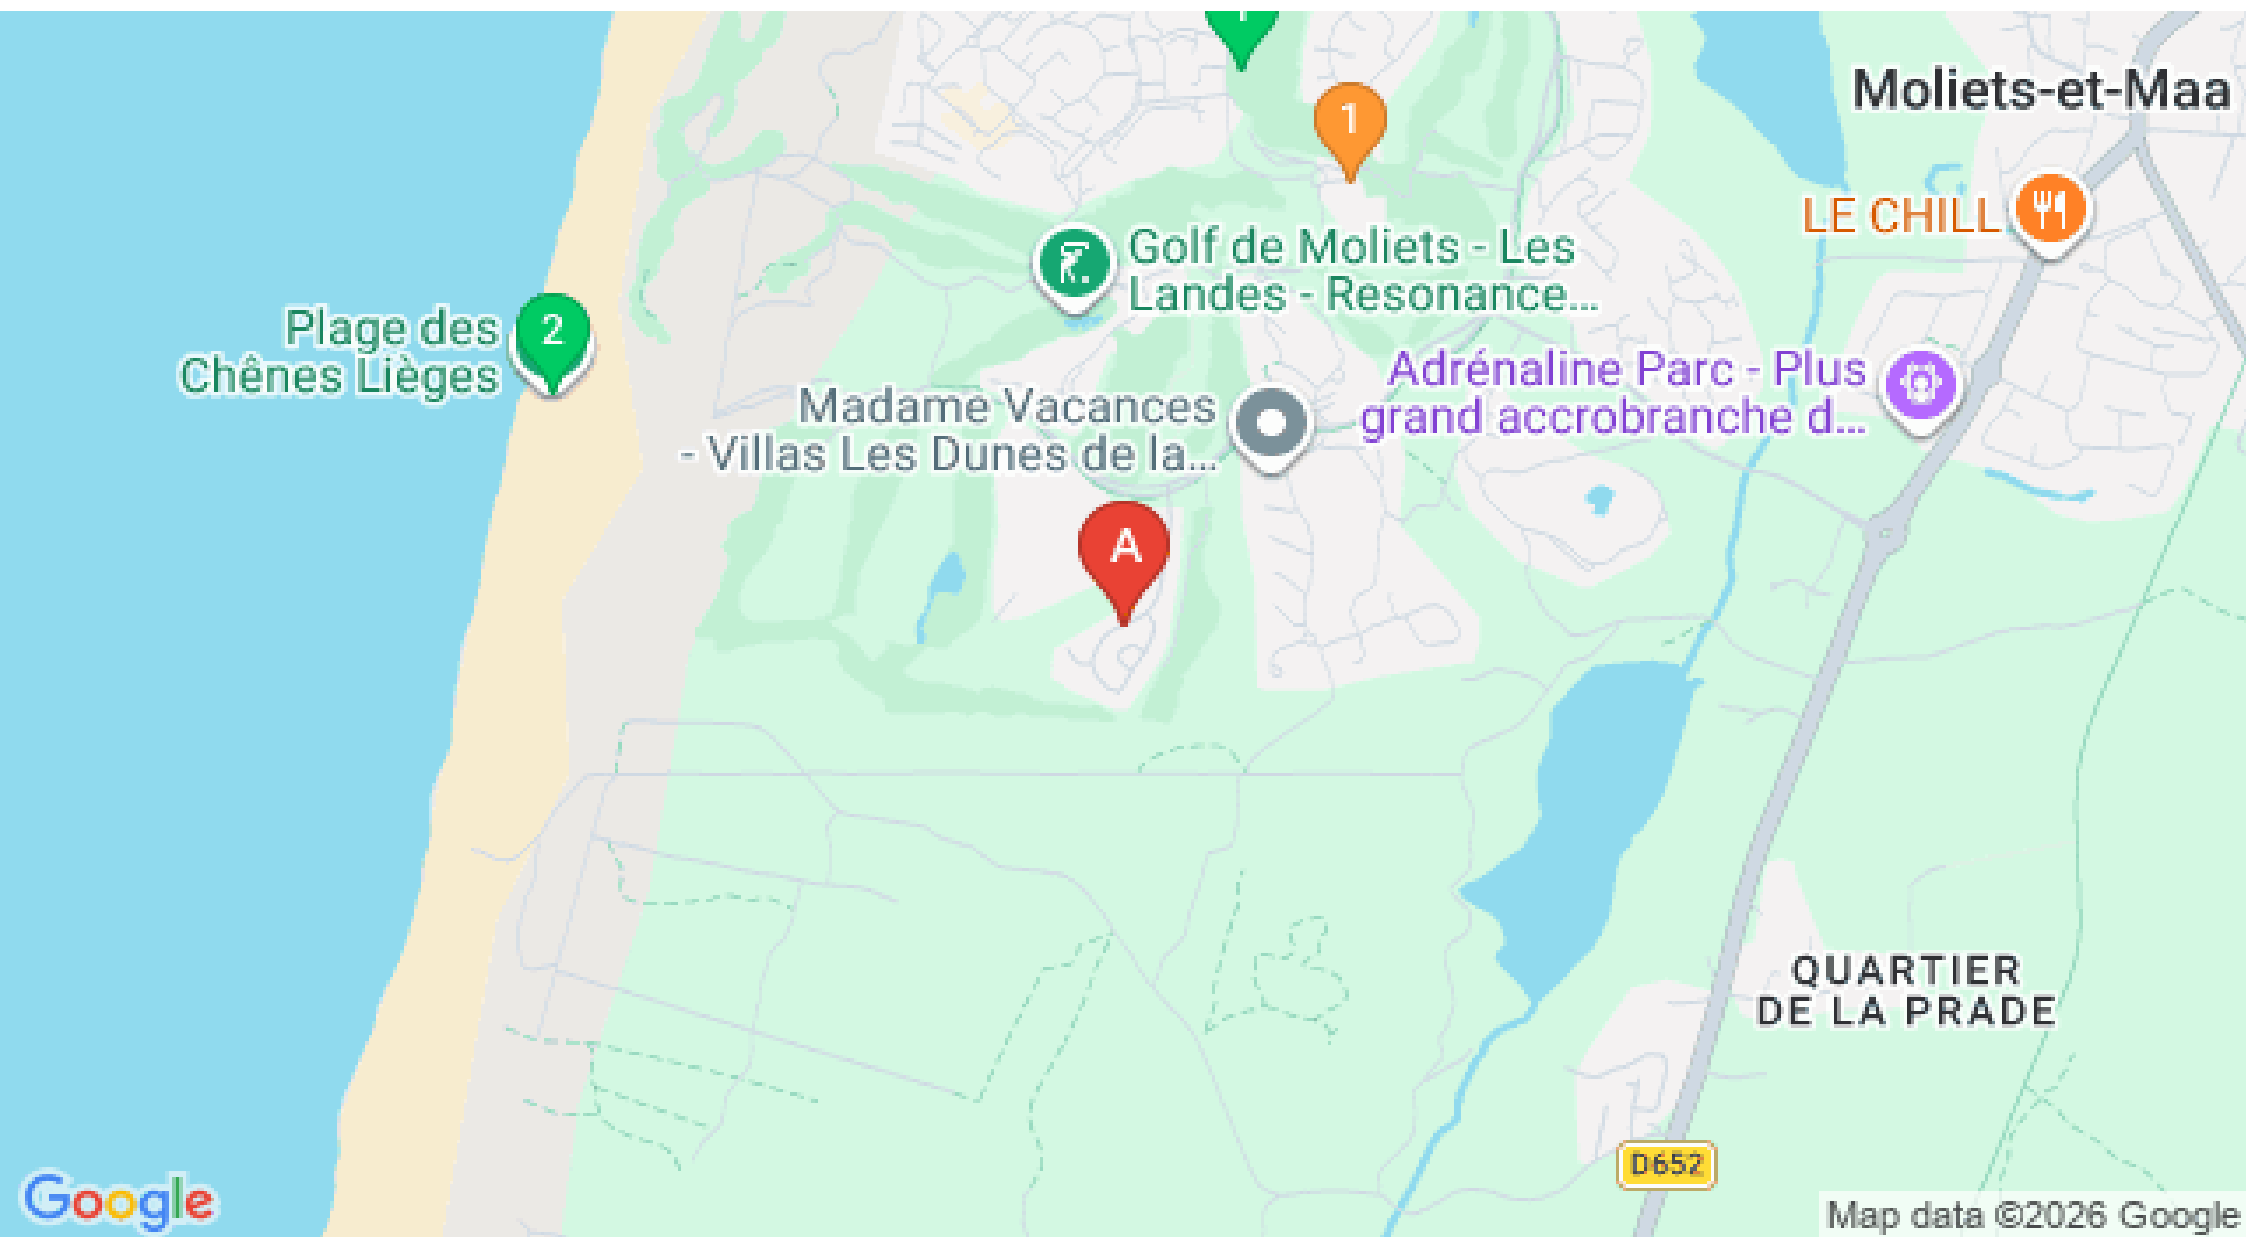 Moliets-et-Maa
1
LE CHILL
Golf de Moliets - Les
Landes - Resonance...
Plage des
Chênes Lièges
2
Adrénaline Parc - Plus
grand accrobranche d...
Madame Vacances
- Villas Les Dunes de la...
A
QUARTIER
DE LA PRADE
D652
Google
Map data ©2026 Google